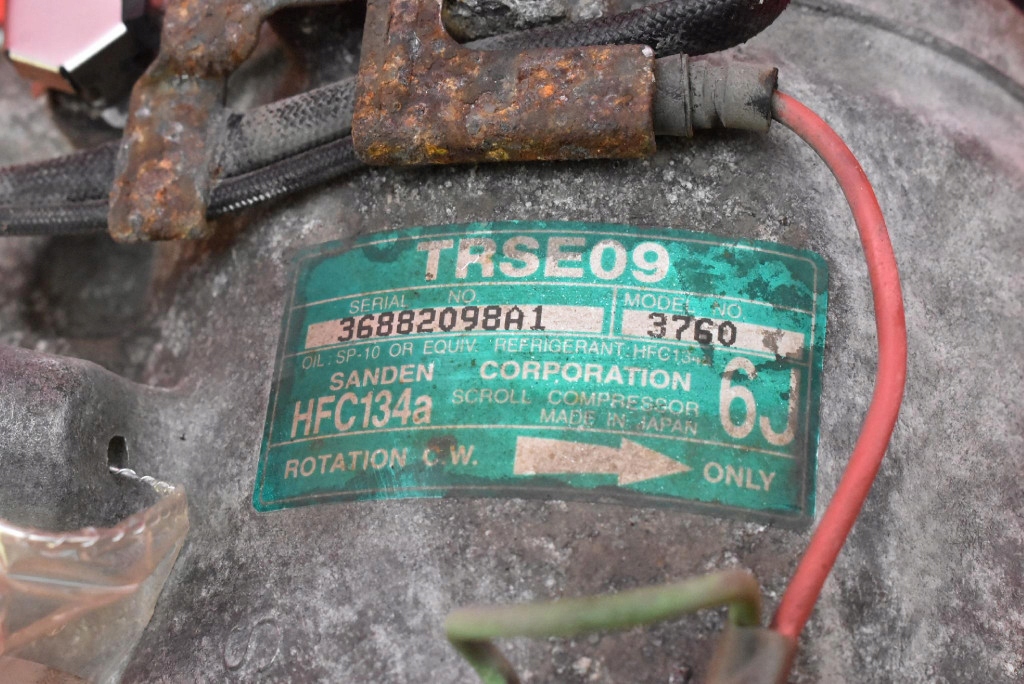 TRSE09
SERIAL NO. MODEL NO.
36882098A1 3760
OIL: SP-10 OR EQUIV. REFRIGERANT: HFC134a
SANDEN CORPORATION 6J
HFC134a SCROLL COMPRESSOR
MADE IN JAPAN
ROTATION C.W. ONLY